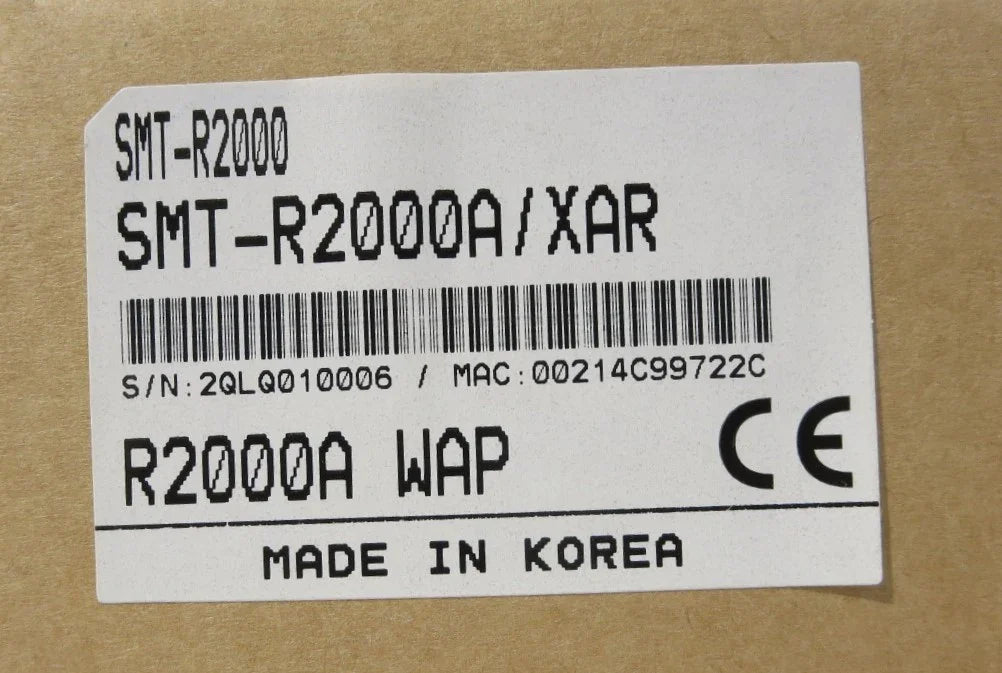 SMT-R2000
SMT-R2000A/XAR
S/N:2QLQ010006 / MAC:00214C99722C
R2000A WAP
CE
MADE IN KOREA